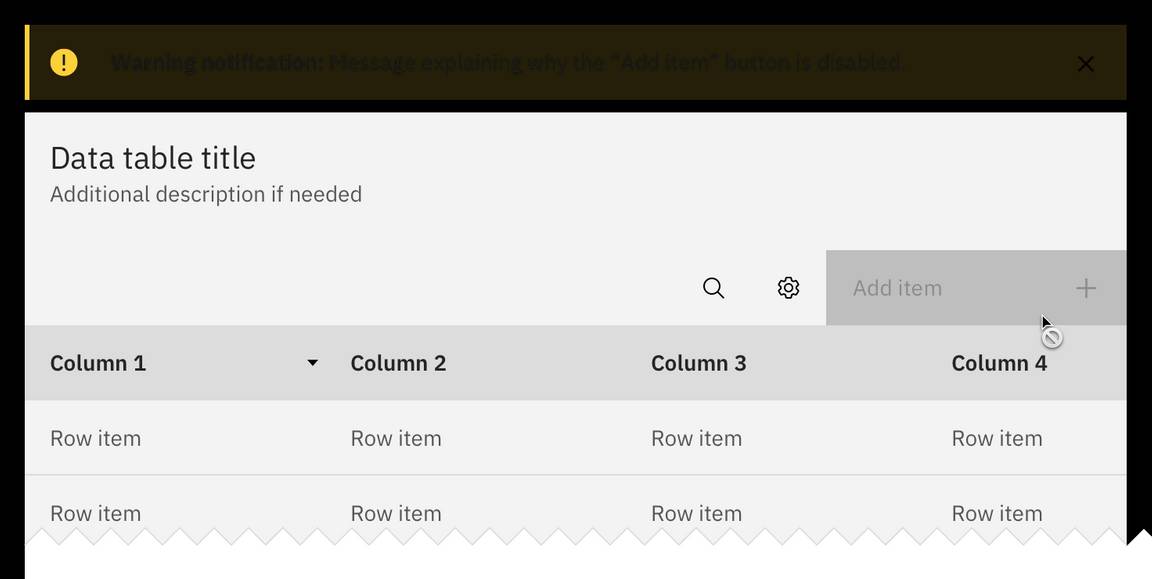 Warning notification: Message explaining why the "Add item" button is disabled.
Data table title
Additional description if needed
Add item
Column 1 Column 2 Column 3 Column 4
Row item Row item Row item Row item
Row item Row item Row item Row item